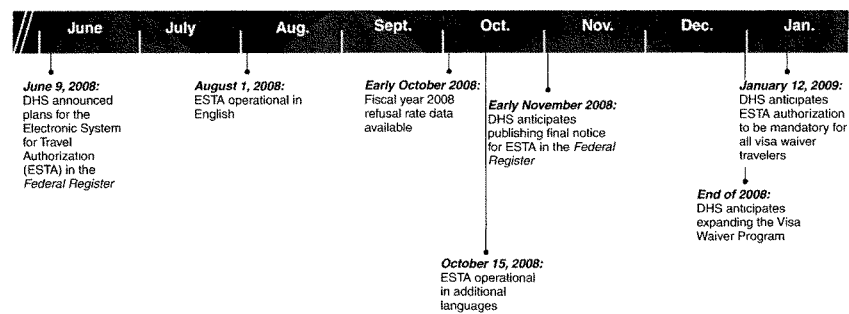 June July Aug. Sept. Oct. Nov. Dec. Jan.
June 9, 2008:
DHS announced
plans for the
Electronic System
for Travel
Authorization
(ESTA) in the
Federal Register
August 1, 2008:
ESTA operational in
English
Early October 2008:
Fiscal year 2008
refusal rate data
available
October 15, 2008:
ESTA operational
in additional
languages
Early November 2008:
DHS anticipates
publishing final notice
for ESTA in the Federal
Register
End of 2008:
DHS anticipates
expanding the Visa
Waiver Program
January 12, 2009:
DHS anticipates
ESTA authorization
to be mandatory for
all visa waiver
travelers